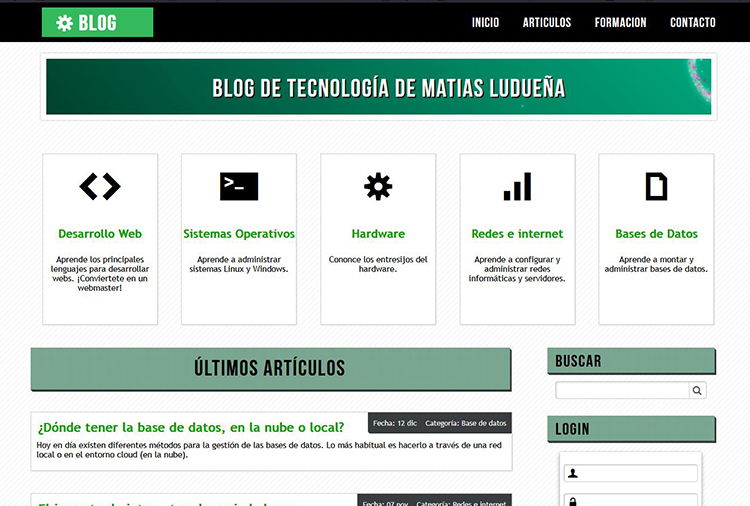 BLOG
INICIO ARTICULOS FORMACION CONTACTO
BLOG DE TECNOLOGÍA DE MATIAS LUDUEÑA
Desarrollo Web
Aprende los principales
lenguajes para desarrollar
webs. ¡Conviertete en un
webmaster!
Sistemas Operativos
Aprende a administrar
sistemas Linux y Windows.
Hardware
Cononce los entresijos del
hardware.
Redes e internet
Aprende a configurar y
administrar redes
informáticas y servidores.
Bases de Datos
Aprende a montar y
administrar bases de datos.
ÚLTIMOS ARTÍCULOS
¿Dónde tener la base de datos, en la nube o local?
Fecha: 12 dic Categoría: Base de datos
Hoy en día existen diferentes métodos para la gestión de las bases de datos. Lo más habitual es hacerlo a través de una red
local o en el entorno cloud (en la nube).
Fecha: 07 nov Categoría: Redes e internet
BUSCAR
LOGIN